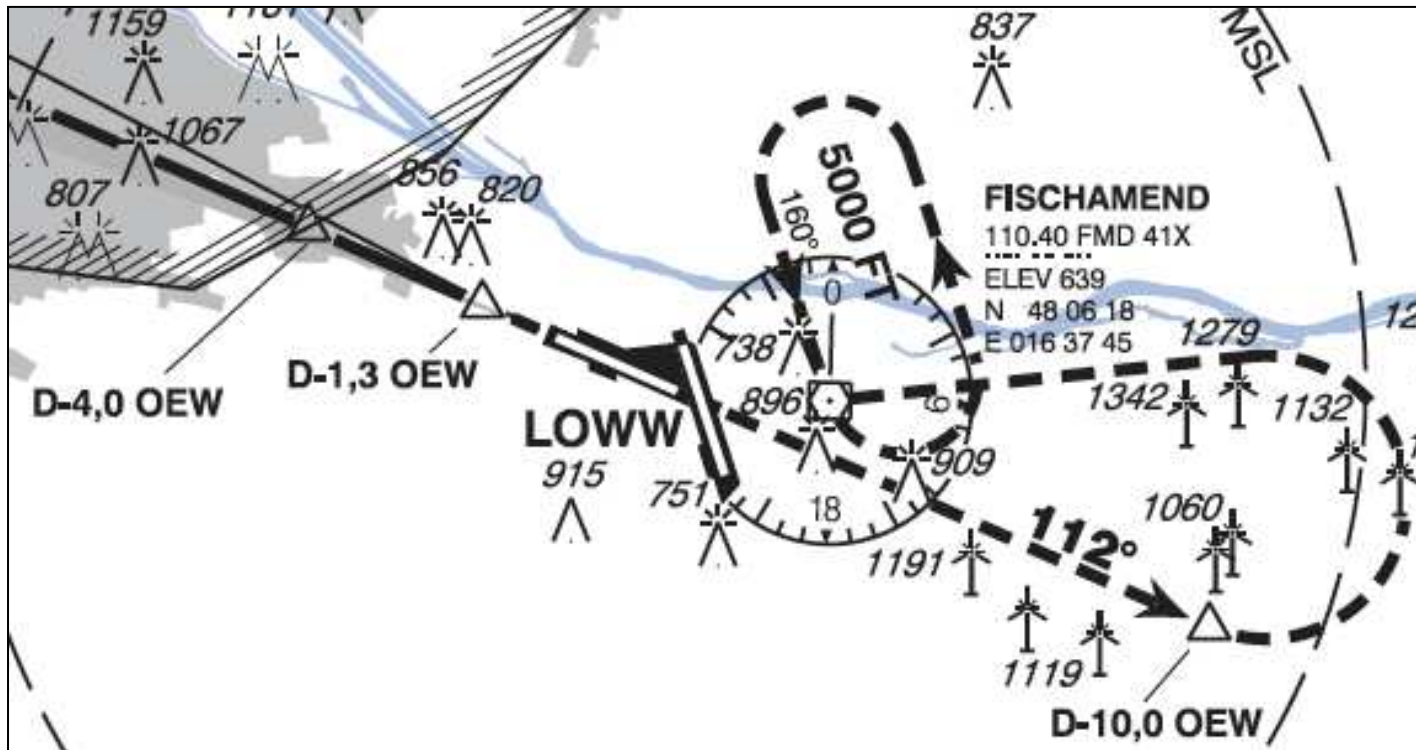 1159
837
MSL
1067
856
820
807
5000 FT
160°
FISCHAMEND
110.40 FMD 41X
ELEV 639
N 48 06 18
E 016 37 45
0
738
1279
D-1,3 OEW
D-4,0 OEW
896
9
1342
1132
LOWW
909
915
751
18
1060
112°
1191
1119
D-10,0 OEW